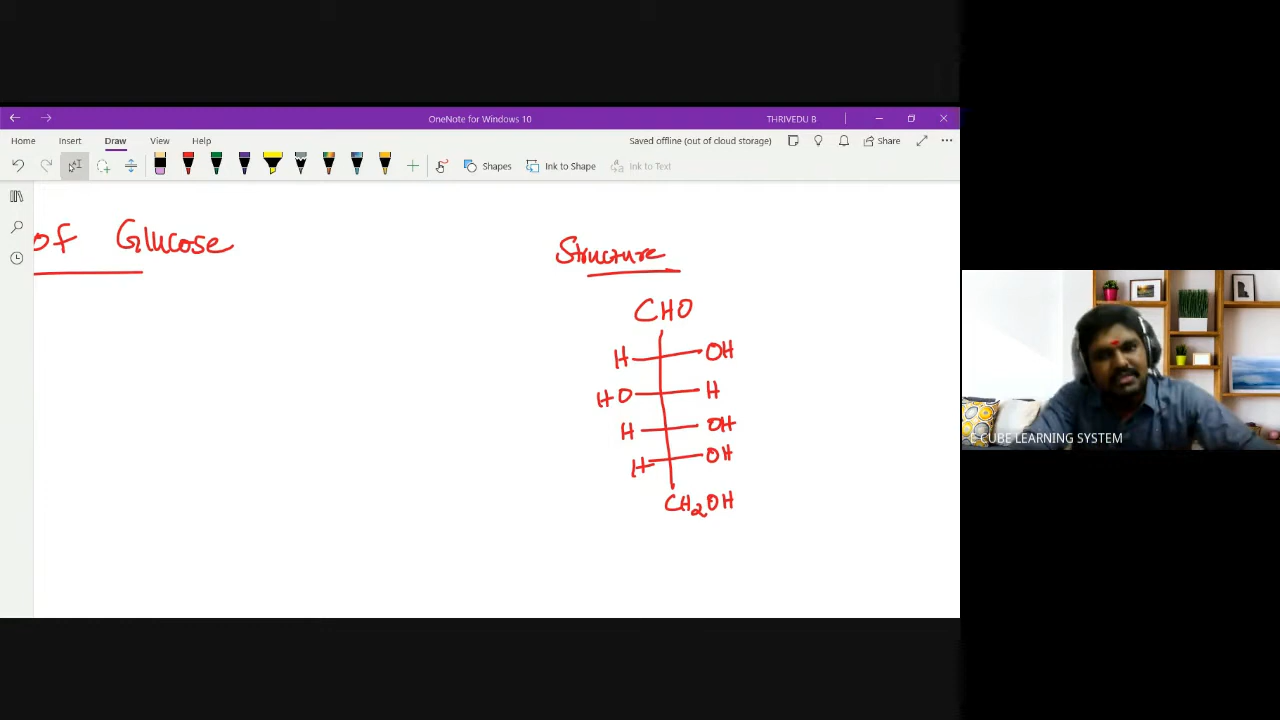 OneNote for Windows 10
THRIVEDU B
Home Insert Draw View Help
Saved offline (out of cloud storage)
Share
Shapes
Ink to Shape
Ink to Text
of Glucose
Structure
CHO
H OH
HO H
H OH
H OH
CH2OH
E CUBE LEARNING SYSTEM